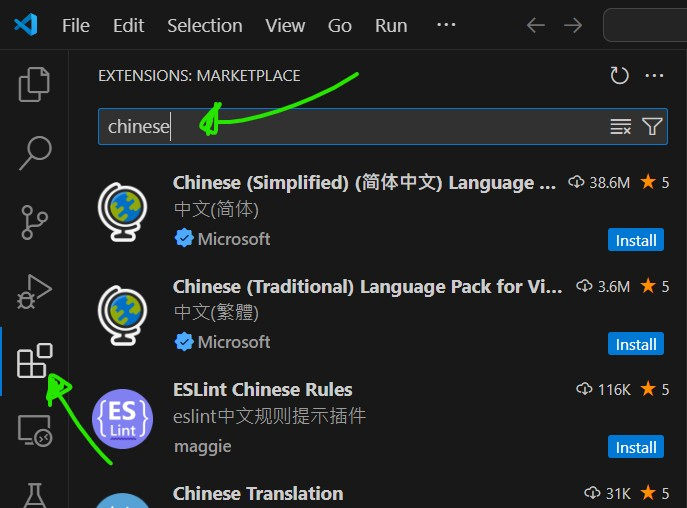 File Edit Selection View Go Run ···
EXTENSIONS: MARKETPLACE
chinese
Chinese (Simplified) (简体中文) Language ... 38.6M ★ 5
中文(简体)
Microsoft Install
Chinese (Traditional) Language Pack for Vi... 3.6M ★ 5
中文(繁體)
Microsoft Install
{ES} Lint
ESLint Chinese Rules 116K ★ 5
eslint中文规则提示插件
maggie Install
Chinese Translation 31K ★ 5